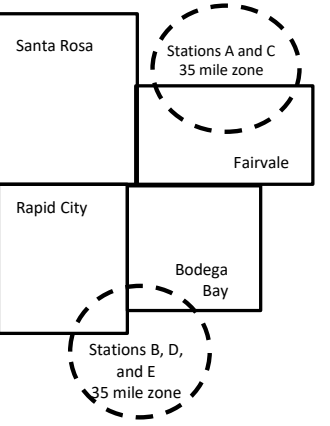 Santa Rosa
Stations A and C
35 mile zone
Fairvale
Rapid City
Bodega
Bay
Stations B, D,
and E
35 mile zone